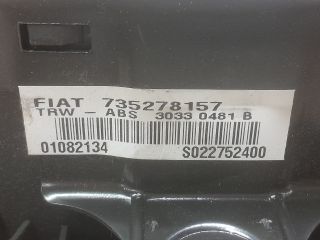 FIAT 735278157
TRW - ABS 3033 0481 B
01082134 S022752400